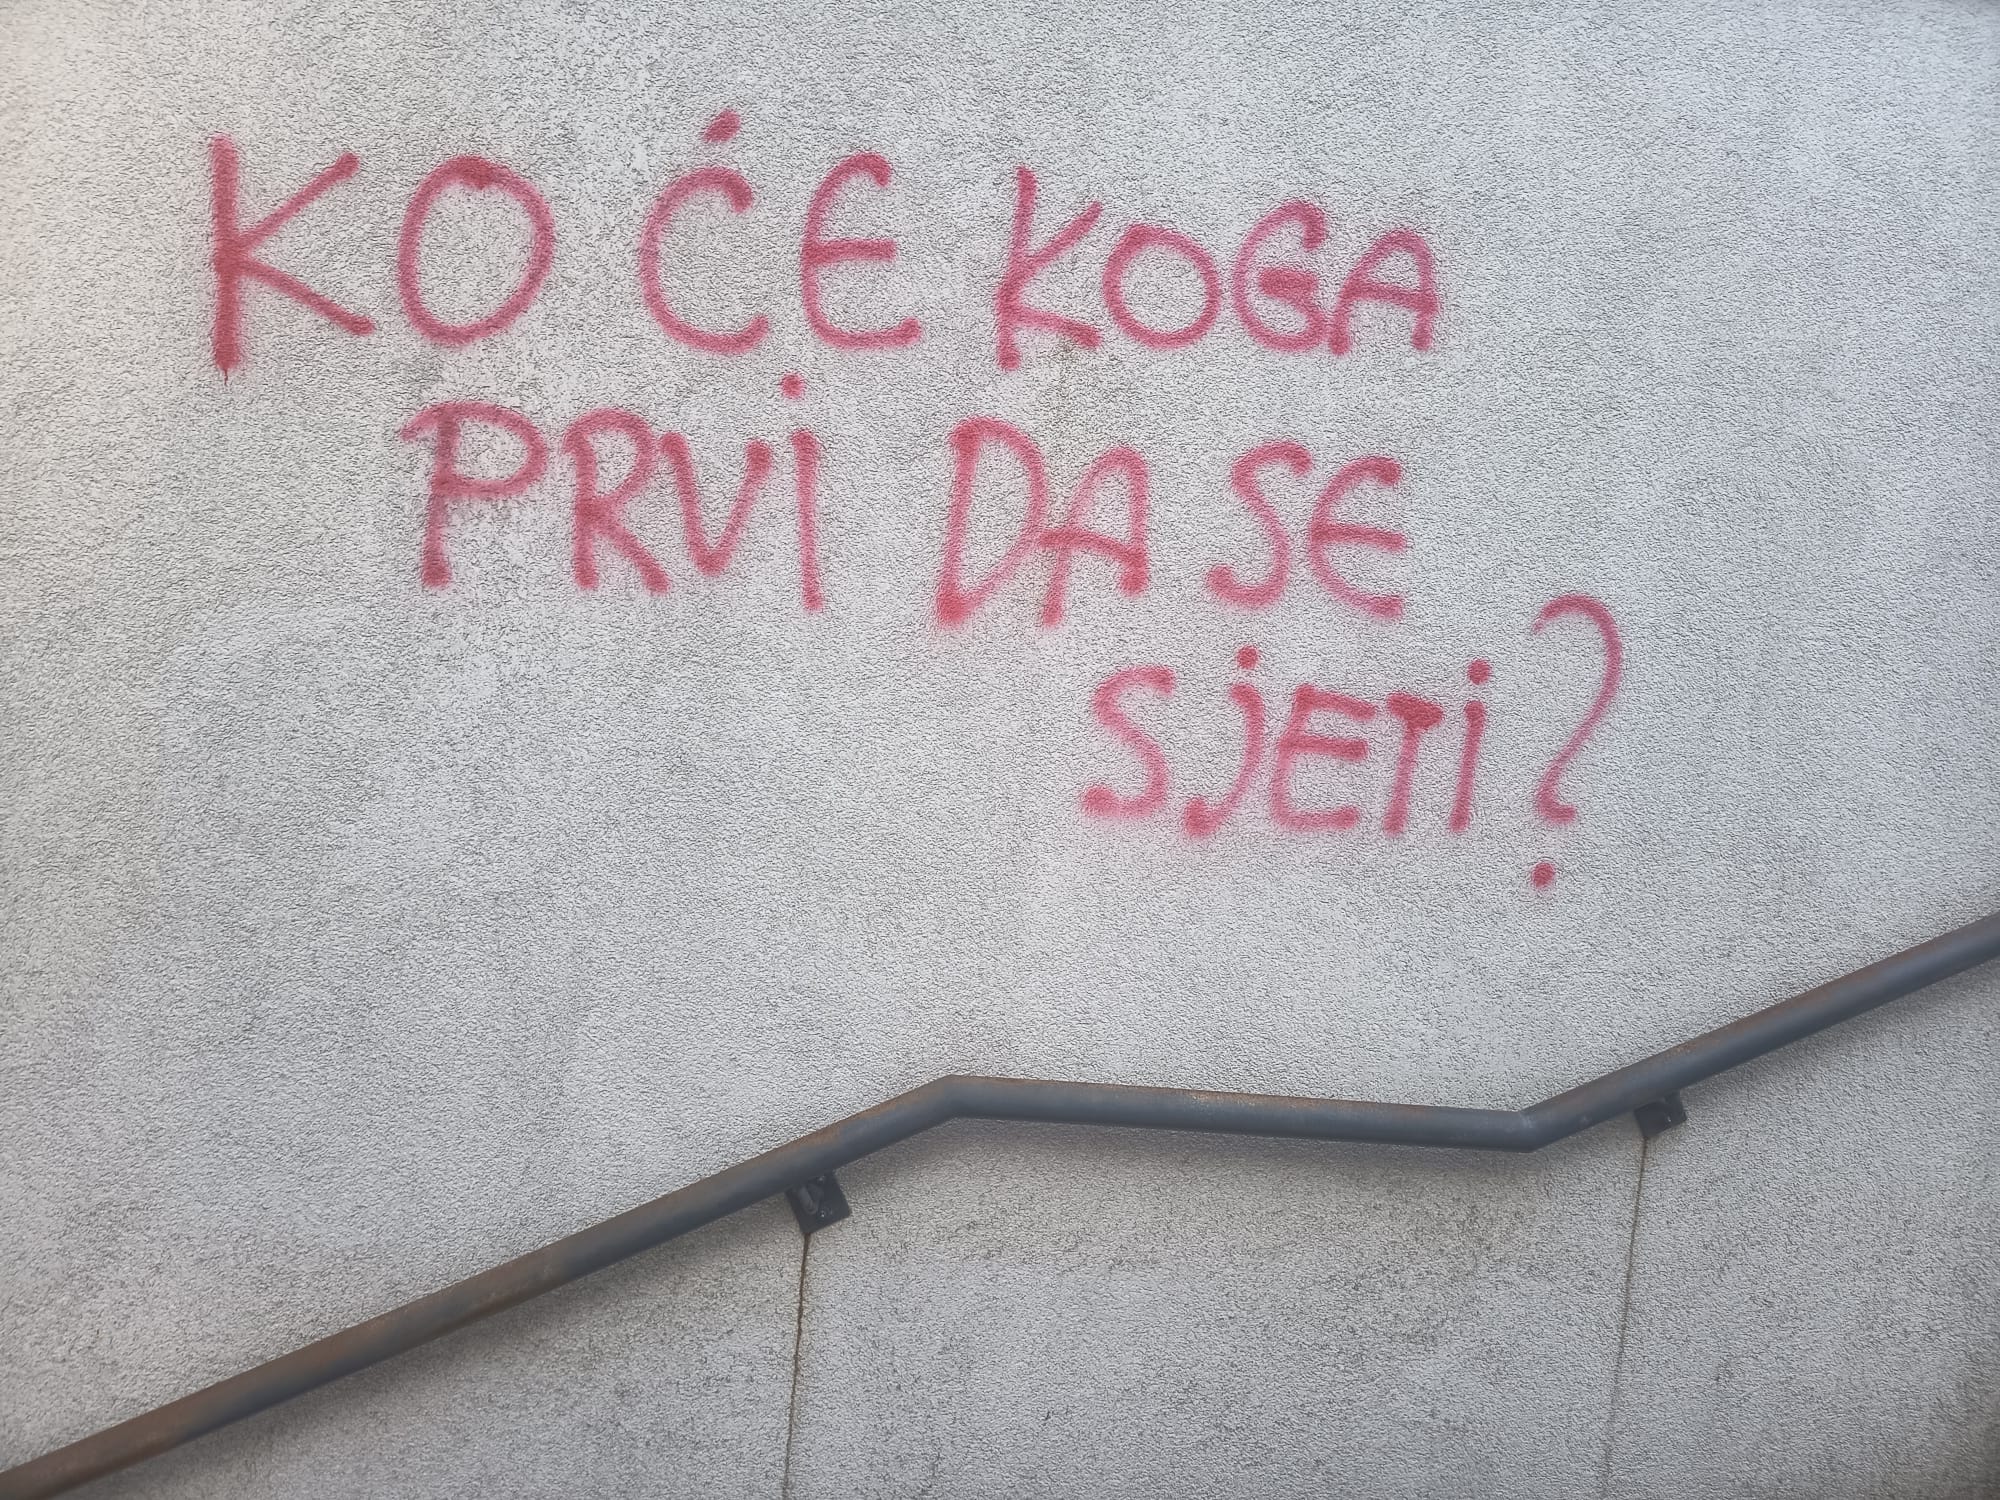 KO ĆE KOGA
PRVi DA SE
SjETi?